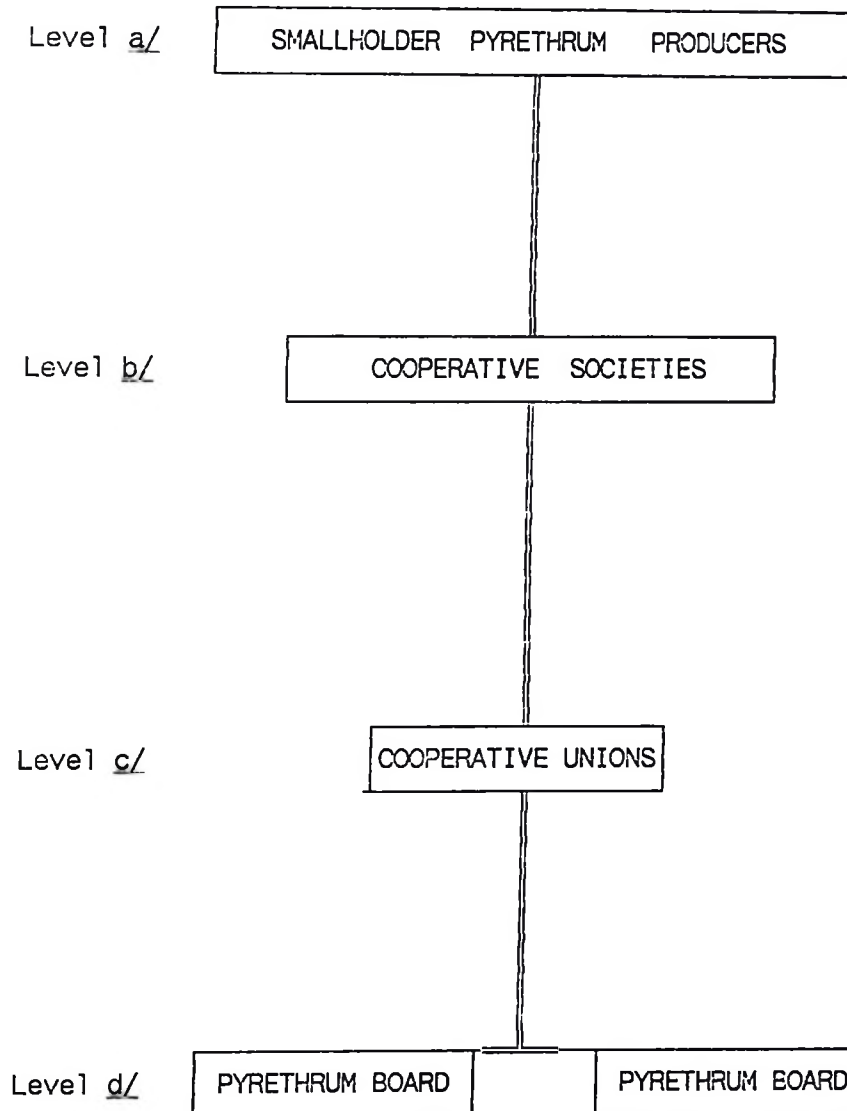 Level a/ SMALLHOLDER PYRETHRUM PRODUCERS
Level b/ COOPERATIVE SOCIETIES
Level c/ COOPERATIVE UNIONS
Level d/ PYRETHRUM BOARD PYRETHRUM BOARD